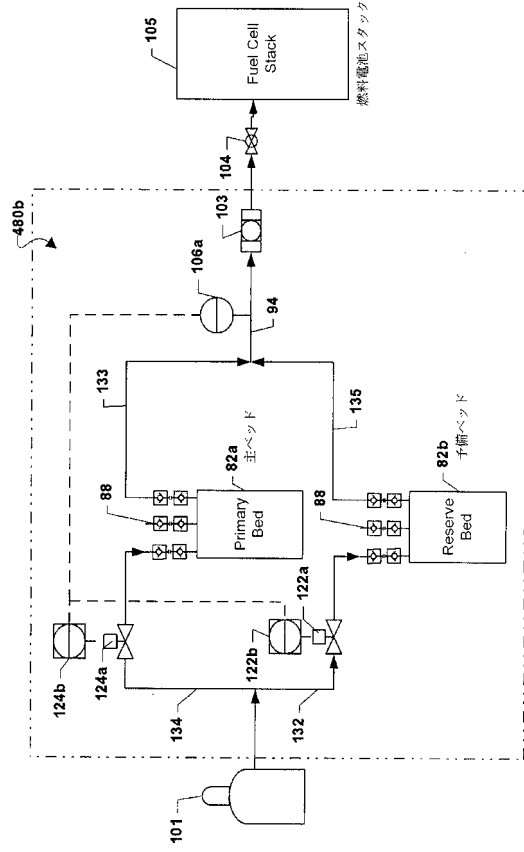 480b
101
134
132
124b
124a
122b
122a
88
Primary
Bed
82a
主ベッド
133
88
Reserve
Bed
82b
予備ベッド
135
106a
94
103
104
105
Fuel Cell
Stack
燃料電池スタック